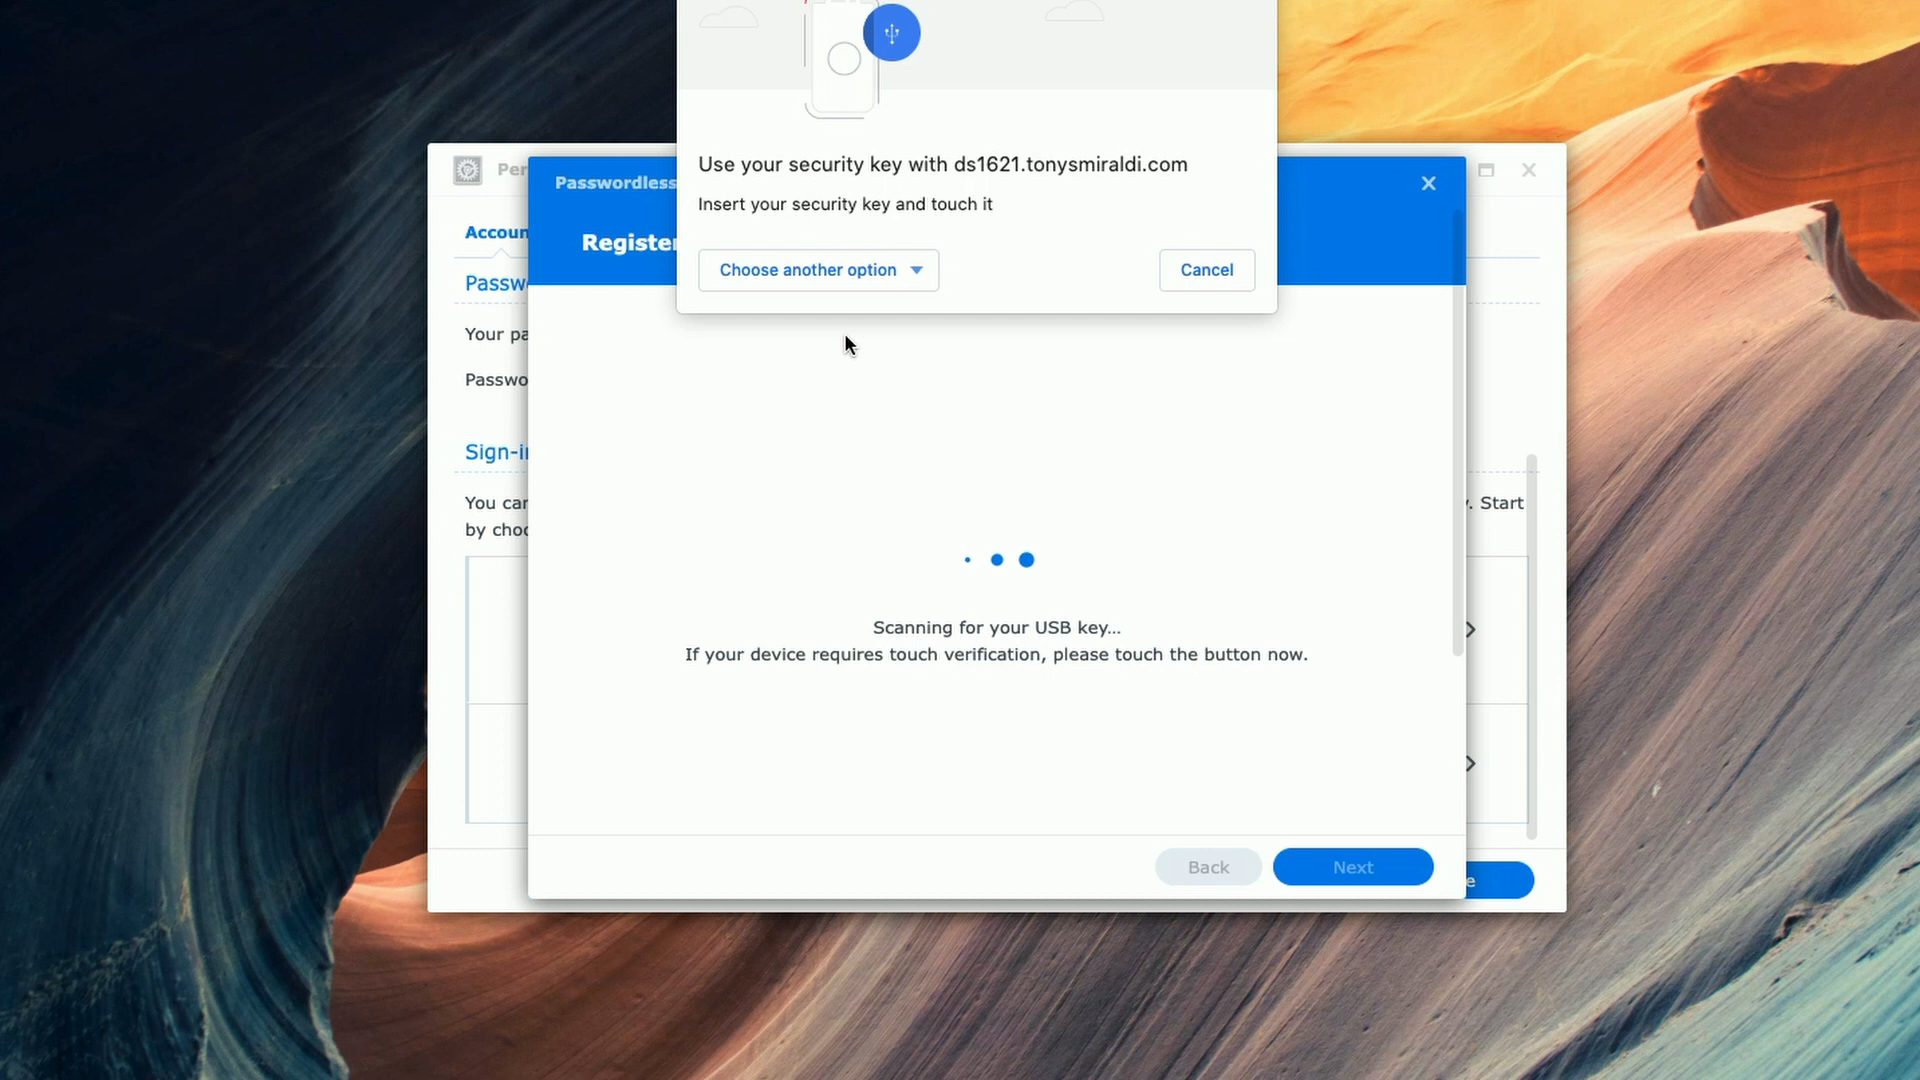 Use your security key with ds1621.tonysmiraldi.com
Insert your security key and touch it
Choose another option
Cancel
Per
Passwordless
Register
Accoun
Passw
Your pa
Passwo
Sign-i
You can
y. Start
by choo
Scanning for your USB key...
If your device requires touch verification, please touch the button now.
Back
Next
e